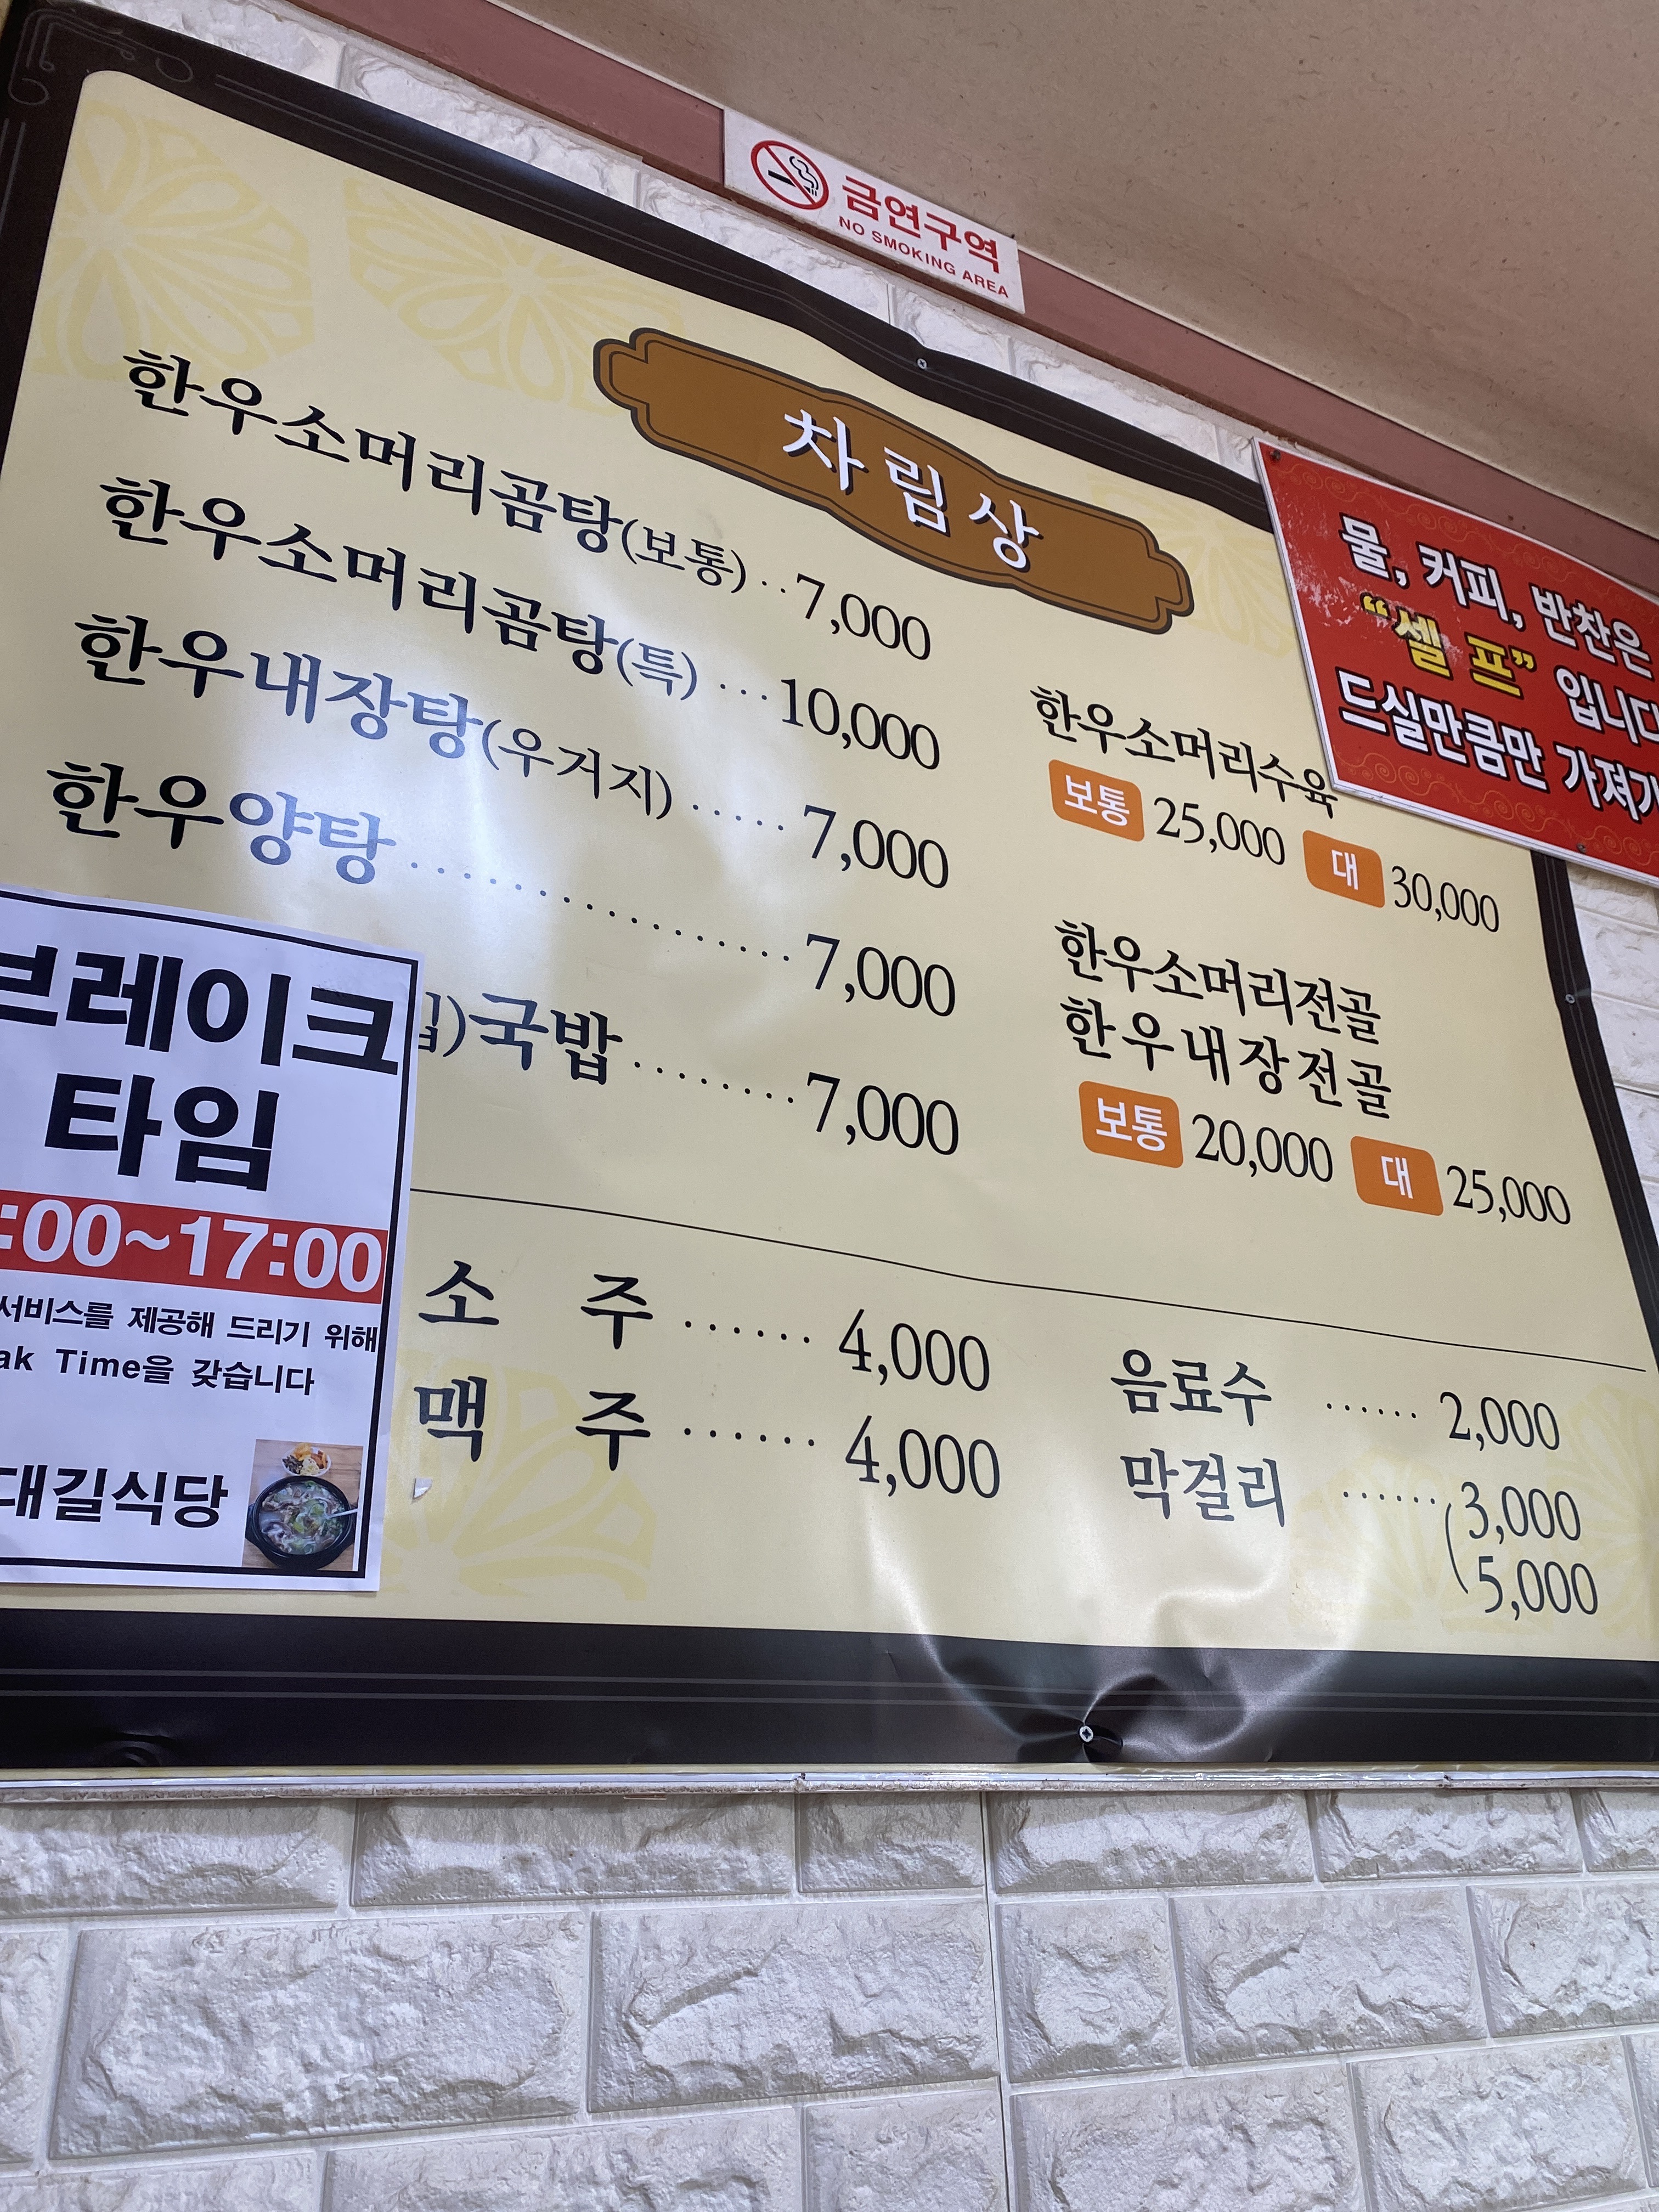 금연구역
NO SMOKING AREA
차림상
한우소머리곰탕(보통) ·· 7,000
한우소머리곰탕(특) ··· 10,000
한우내장탕(우거지) ····· 7,000
한우양탕 ················ 7,000
국밥 ········ 7,000
한우소머리수육
보통 25,000 대 30,000
한우소머리전골
한우내장전골
보통 20,000 대 25,000
소 주 ······ 4,000
맥 주 ······ 4,000
음료수 ······ 2,000
막걸리 ······ (3,000
5,000
물, 커피, 반찬은
“셀 프” 입니다
드실만큼만 가져가
브레이크
타임
:00~17:00
서비스를 제공해 드리기 위해
ak Time을 갖습니다
대길식당